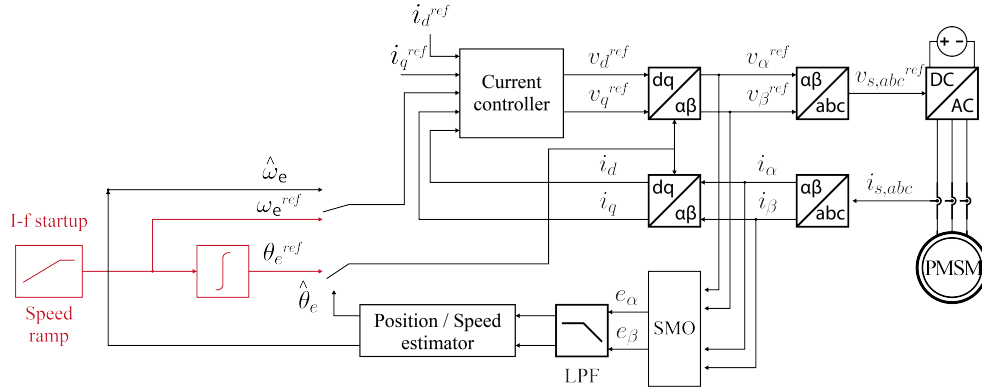 i_d^ref
i_q^ref
Current
controller
v_d^ref
v_q^ref
dq
αβ
v_α^ref
v_β^ref
αβ
abc
v_s,abc^ref
+ −
DC
AC
ω̂_e
ω_e^ref
i_d
i_q
dq
αβ
i_α
i_β
αβ
abc
i_s,abc
I-f startup
θ_e^ref
∫
θ̂_e
PMSM
Speed
ramp
Position / Speed
estimator
e_α
e_β
SMO
LPF